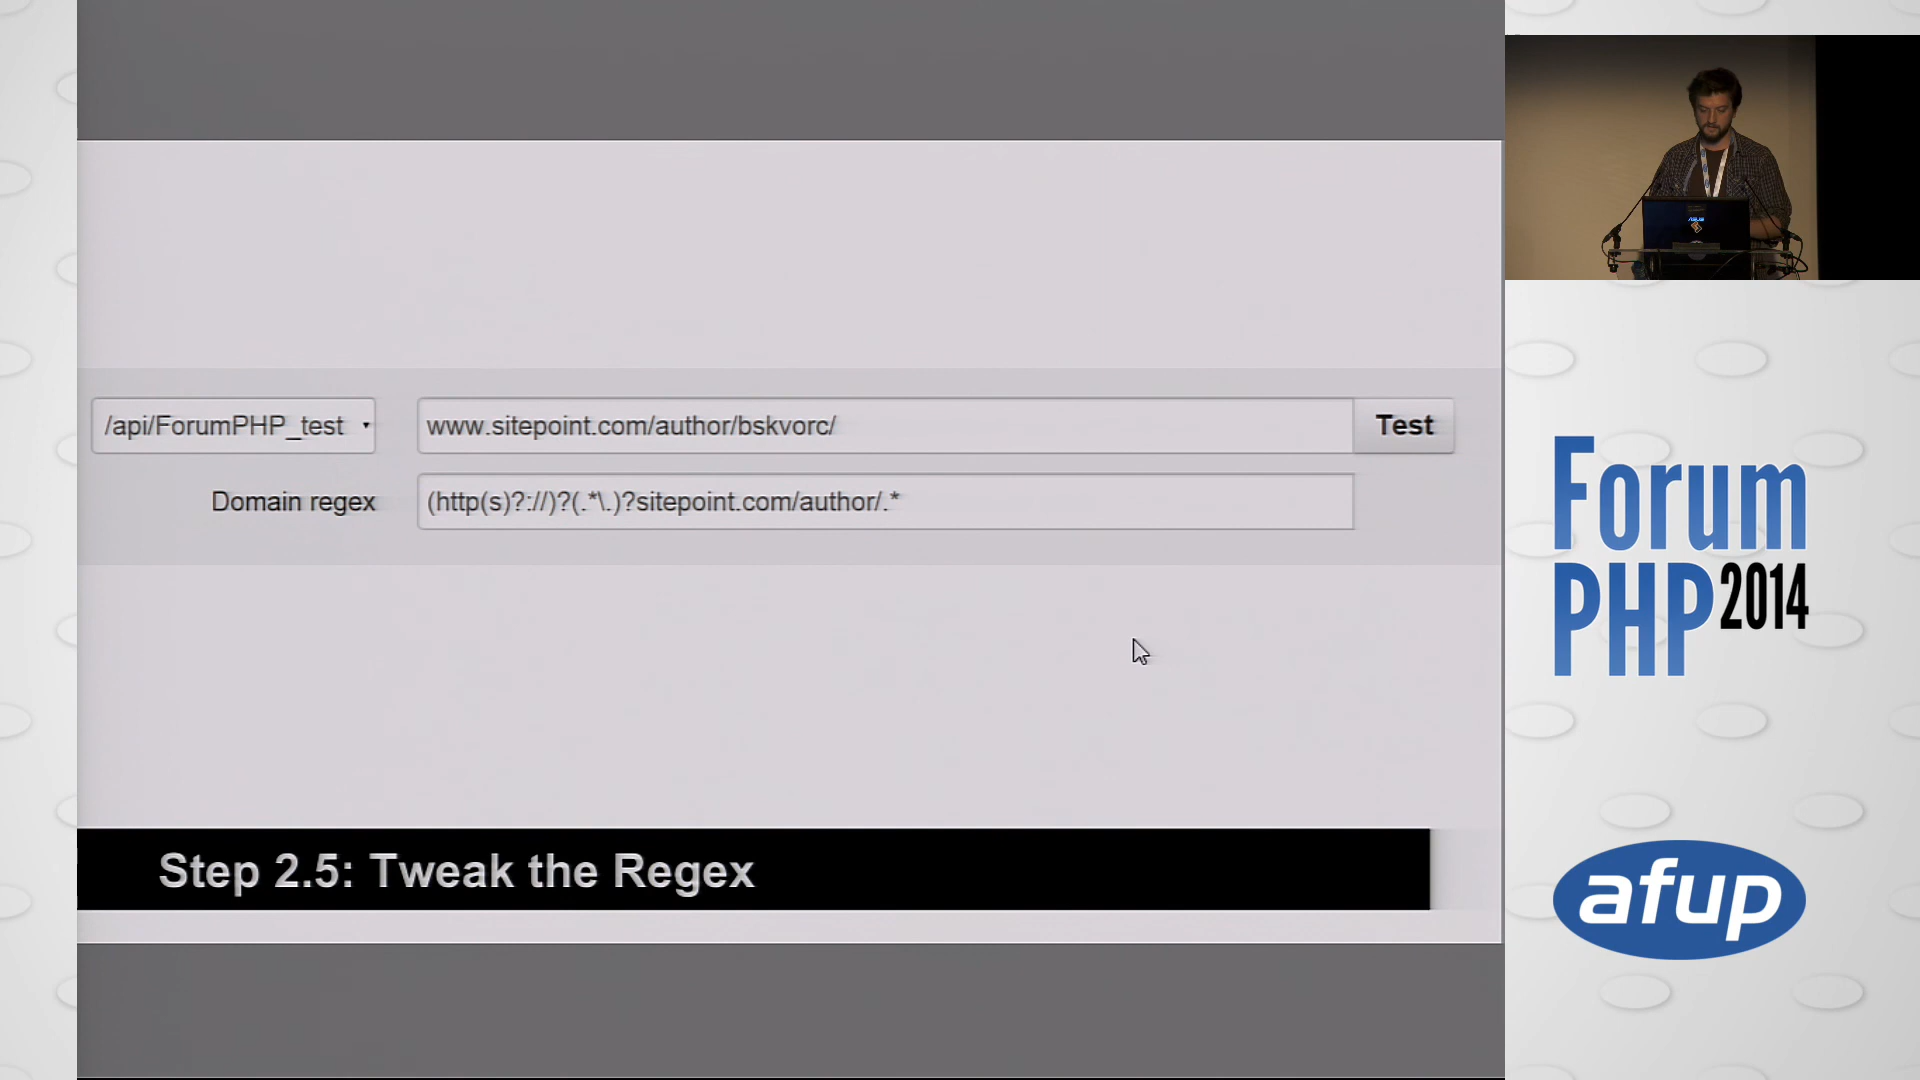 /api/ForumPHP_test
www.sitepoint.com/author/bskvorc/
Test
Domain regex
(http(s)?://)?(.*\.)?sitepoint.com/author/.*
Step 2.5: Tweak the Regex
ASUS
Forum
PHP 2014
afup